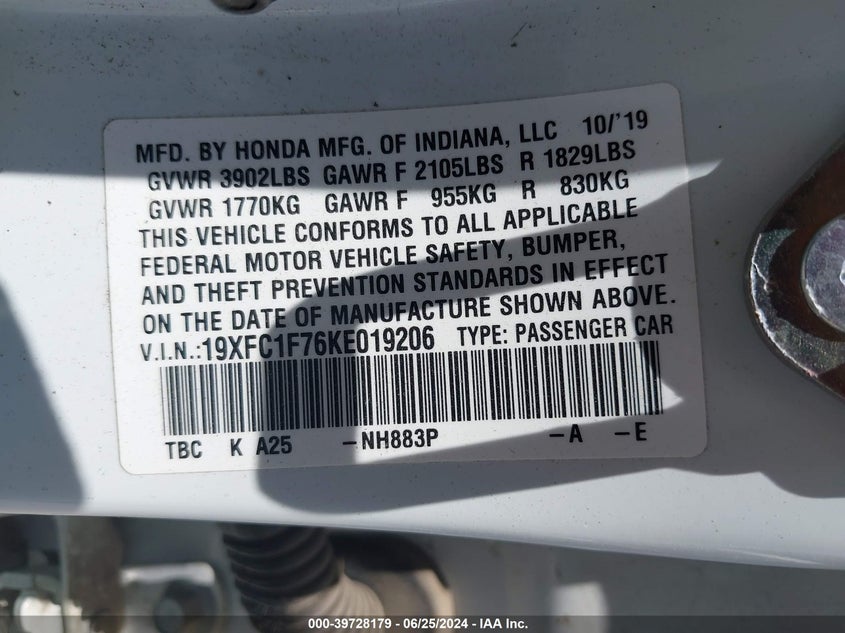 MFD. BY HONDA MFG. OF INDIANA, LLC 10/'19
GVWR 3902LBS GAWR F 2105LBS R 1829LBS
GVWR 1770KG GAWR F 955KG R 830KG
THIS VEHICLE CONFORMS TO ALL APPLICABLE
FEDERAL MOTOR VEHICLE SAFETY, BUMPER,
AND THEFT PREVENTION STANDARDS IN EFFECT
ON THE DATE OF MANUFACTURE SHOWN ABOVE.
V.I.N.:19XFC1F76KE019206 TYPE: PASSENGER CAR
TBC K A25 -NH883P -A -E
000-39728179 - 06/25/2024 - IAA Inc.